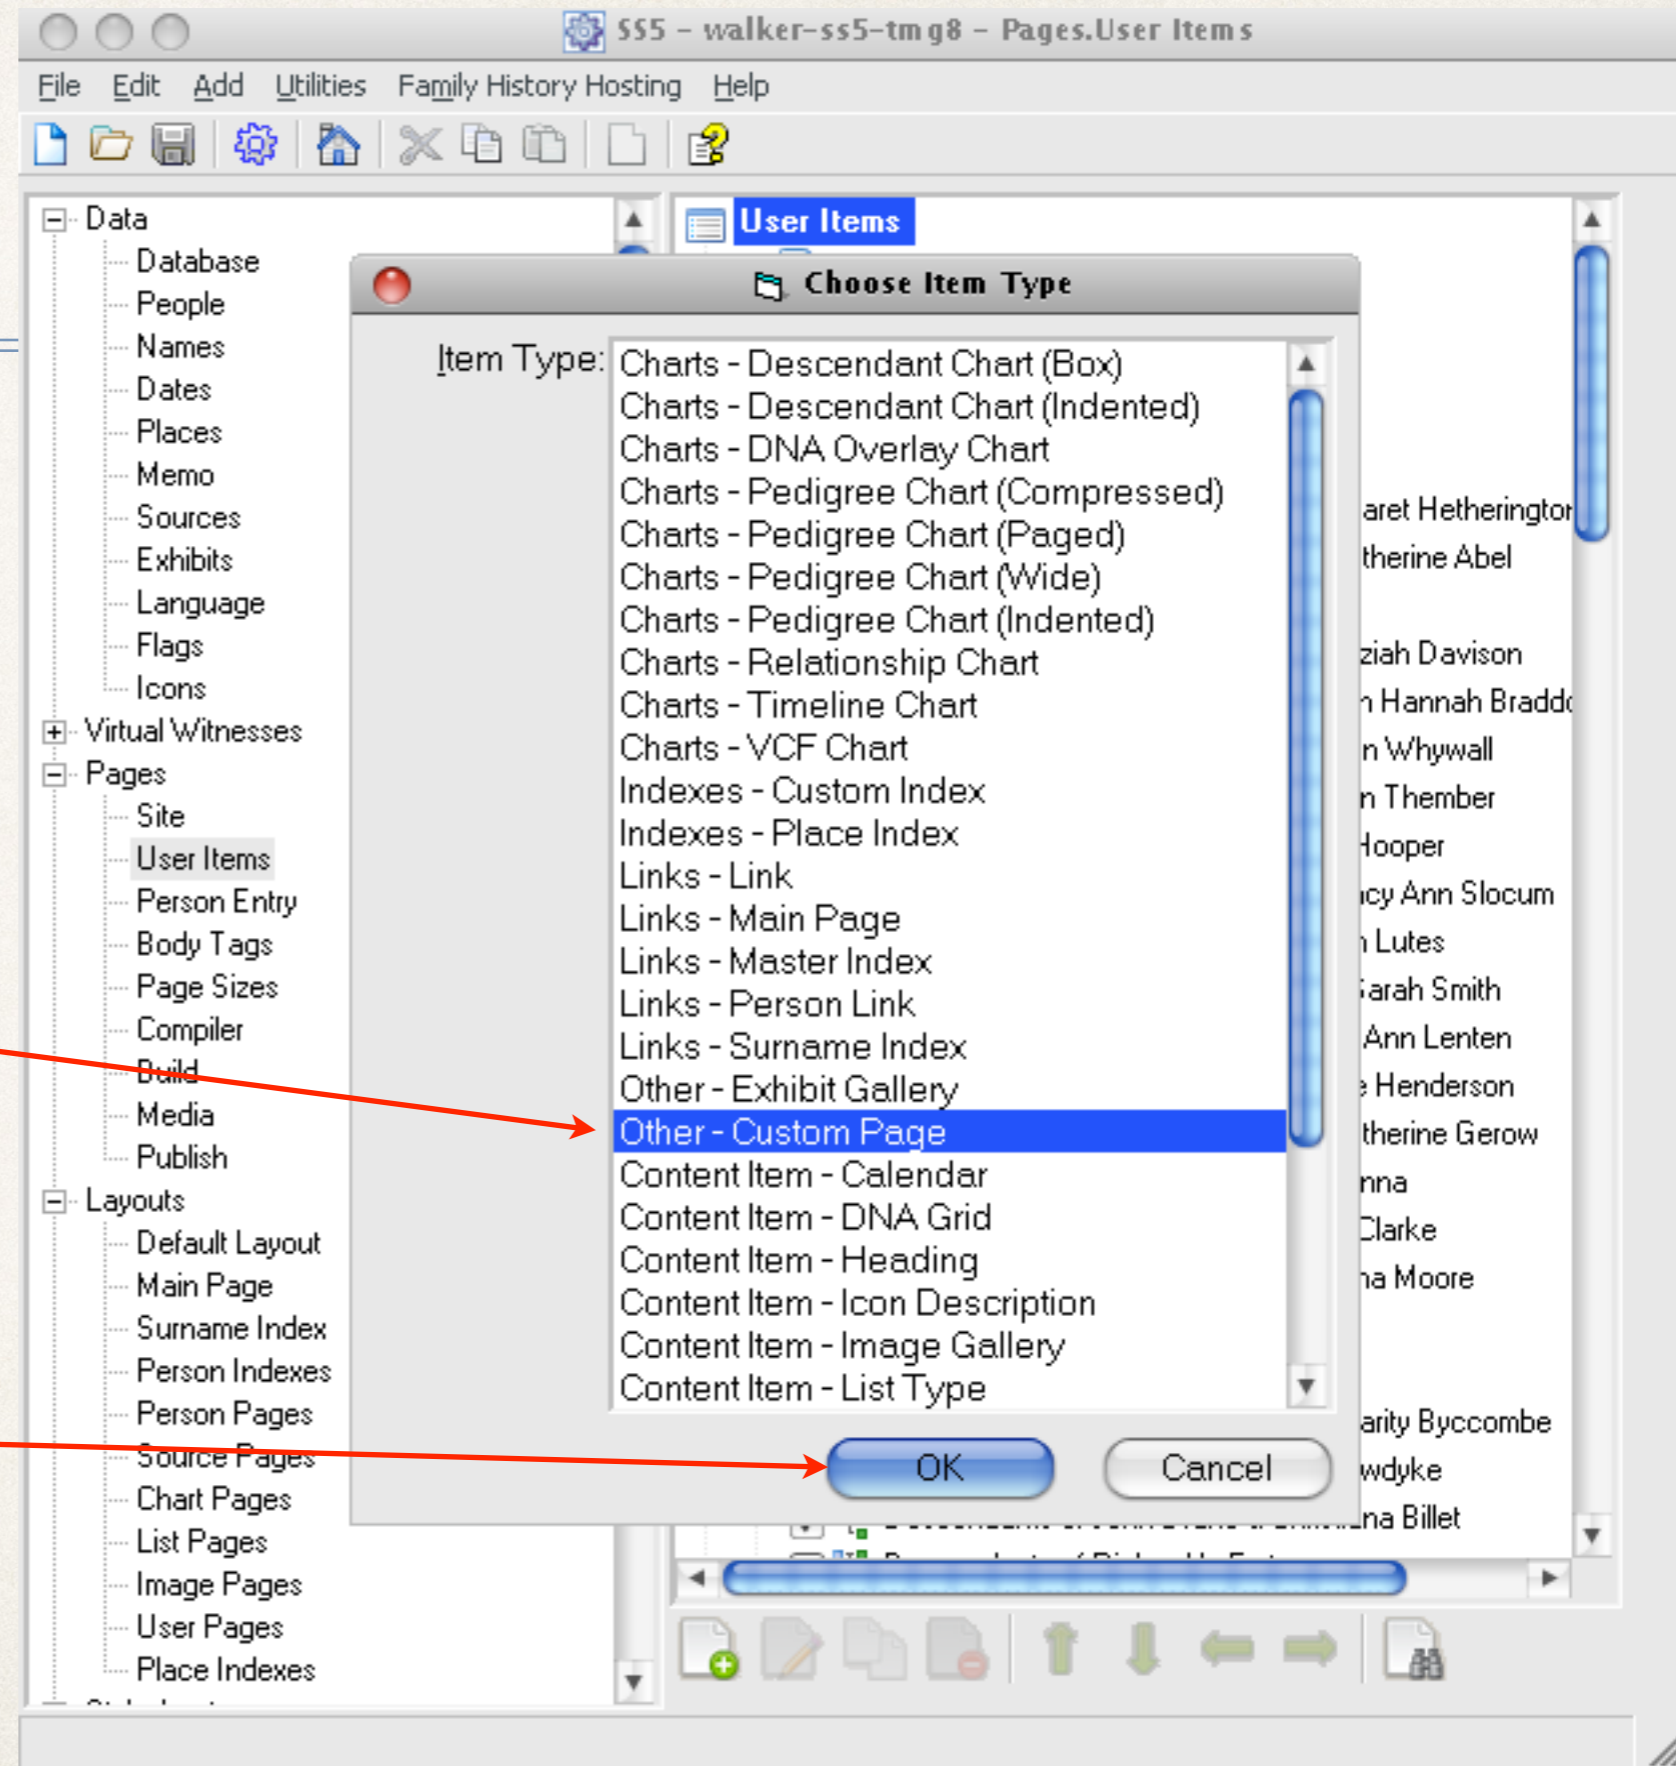 SS5 - walker-ss5-tmg8 - Pages.User Items
File Edit Add Utilities Family History Hosting Help
Data
Database
People
Names
Dates
Places
Memo
Sources
Exhibits
Language
Flags
Icons
Virtual Witnesses
Pages
Site
User Items
Person Entry
Body Tags
Page Sizes
Compiler
Build
Media
Publish
Layouts
Default Layout
Main Page
Surname Index
Person Indexes
Person Pages
Source Pages
Chart Pages
List Pages
Image Pages
User Pages
Place Indexes
User Items
Choose Item Type
Item Type:
Charts - Descendant Chart (Box)
Charts - Descendant Chart (Indented)
Charts - DNA Overlay Chart
Charts - Pedigree Chart (Compressed)
Charts - Pedigree Chart (Paged)
Charts - Pedigree Chart (Wide)
Charts - Pedigree Chart (Indented)
Charts - Relationship Chart
Charts - Timeline Chart
Charts - VCF Chart
Indexes - Custom Index
Indexes - Place Index
Links - Link
Links - Main Page
Links - Master Index
Links - Person Link
Links - Surname Index
Other - Exhibit Gallery
Other - Custom Page
Content Item - Calendar
Content Item - DNA Grid
Content Item - Heading
Content Item - Icon Description
Content Item - Image Gallery
Content Item - List Type
OK Cancel
aret Hetherington
therine Abel
ziah Davison
n Hannah Braddo
n Whywall
n Thember
Hooper
cy Ann Slocum
n Lutes
Sarah Smith
Ann Lenten
e Henderson
therine Gerow
nna
Clarke
na Moore
arity Byccombe
wdyke
na Billet